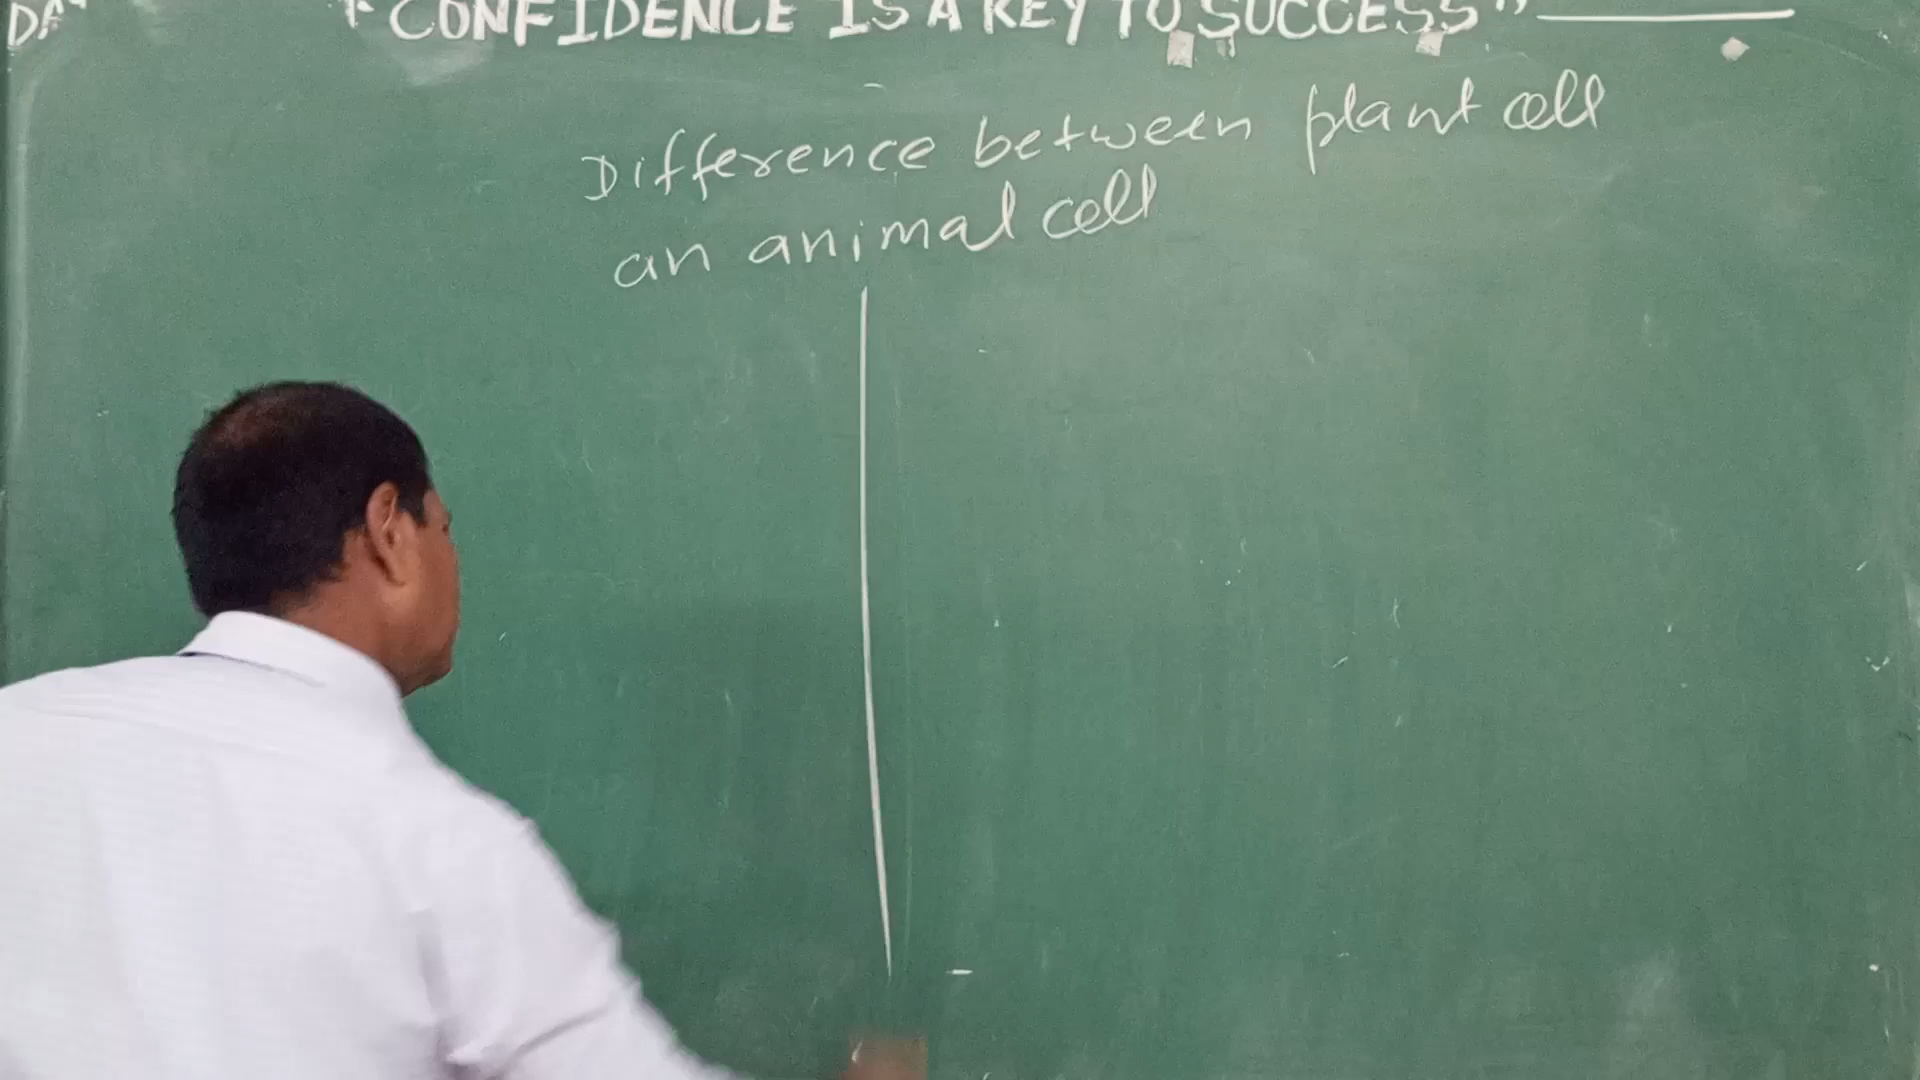 CONFIDENCE IS A KEY TO SUCCESS"
Difference between plant cell
an animal cell